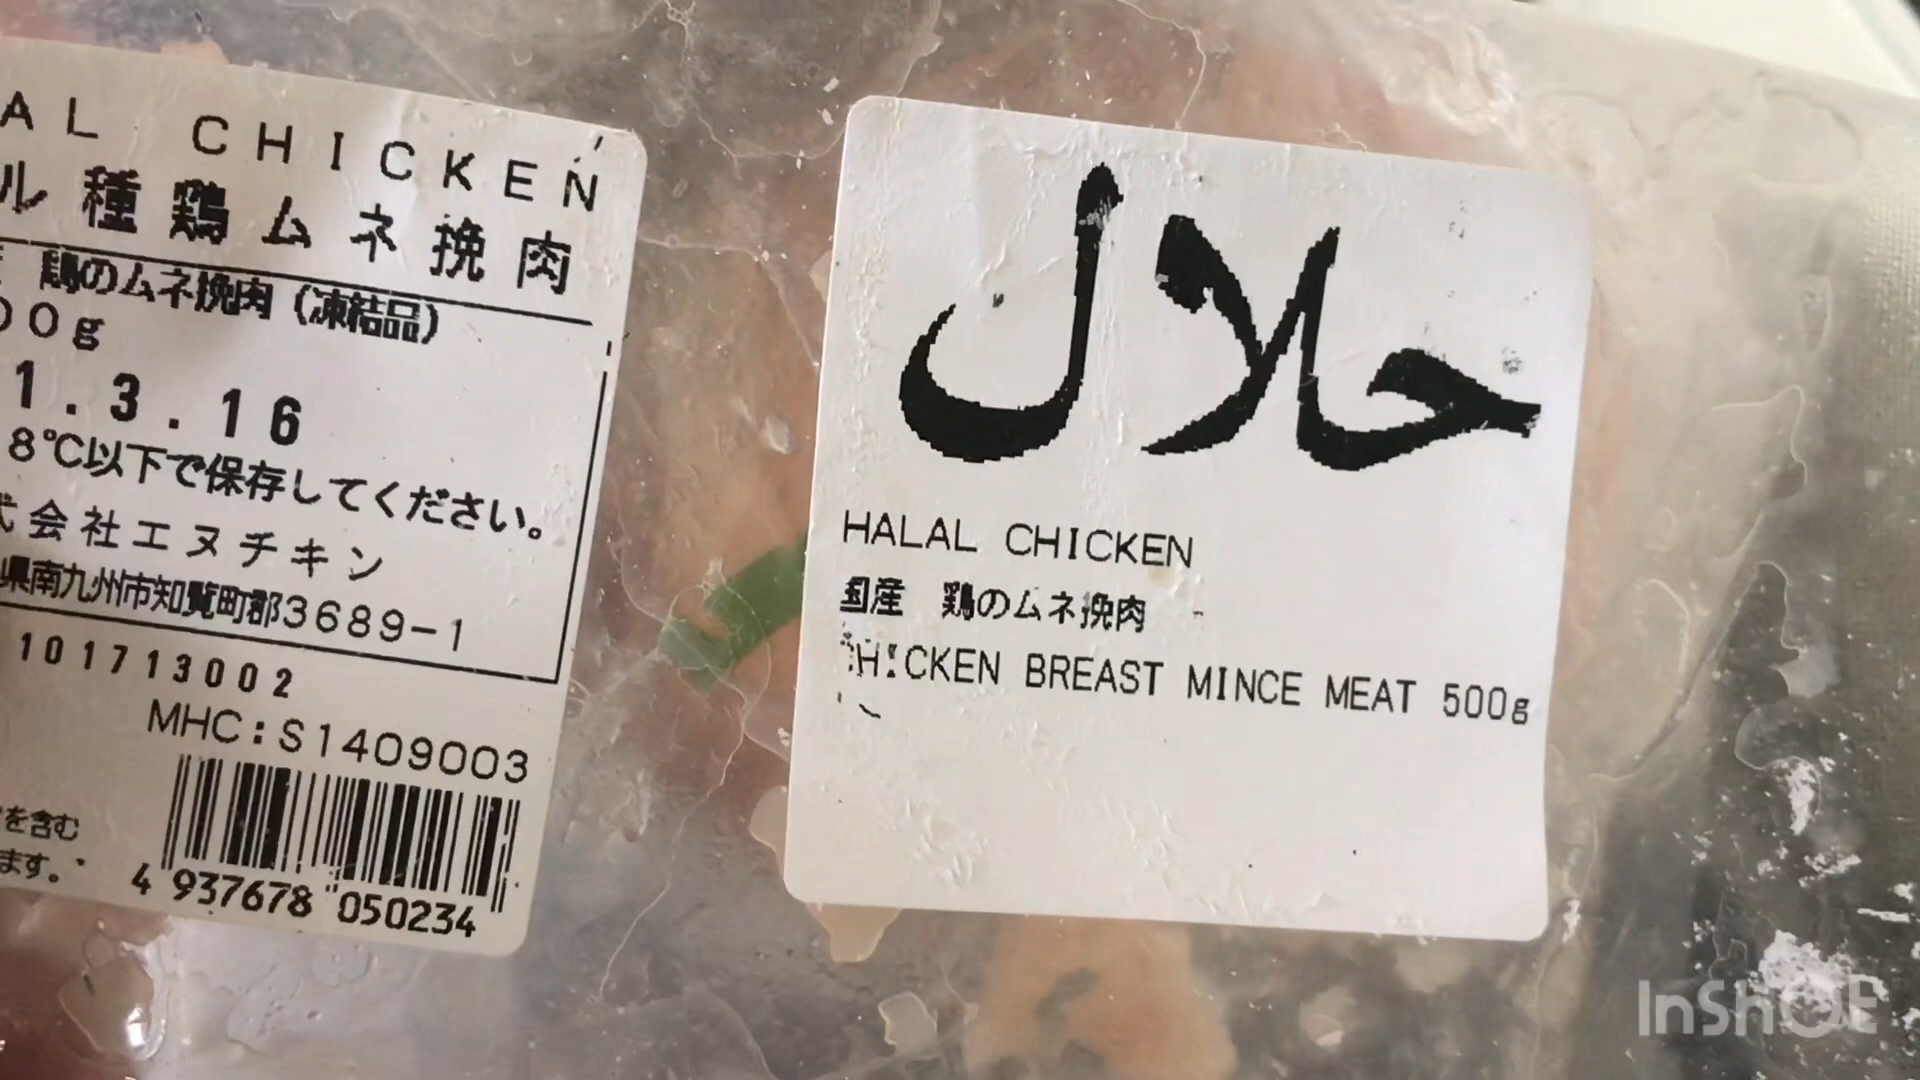 AL CHICKEN
ル種鶏ムネ挽肉
鶏のムネ挽肉(凍結品)
00g
1.3.16
8℃以下で保存してください。
式会社エヌチキン
県南九州市知覧町郡3689-1
101713002
MHC:S1409003
を含む
ます。
4 937678 050234
حلال
HALAL CHICKEN
国産 鶏のムネ挽肉
CHICKEN BREAST MINCE MEAT 500g
InShOt